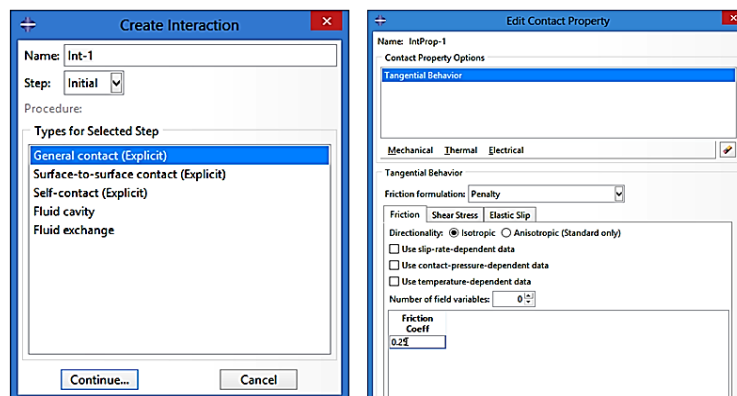 Create Interaction
Name: Int-1
Step: Initial
Procedure:
Types for Selected Step
General contact (Explicit)
Surface-to-surface contact (Explicit)
Self-contact (Explicit)
Fluid cavity
Fluid exchange
Continue... Cancel
Edit Contact Property
Name: IntProp-1
Contact Property Options
Tangential Behavior
Mechanical Thermal Electrical
Tangential Behavior
Friction formulation: Penalty
Friction Shear Stress Elastic Slip
Directionality: Isotropic Anisotropic (Standard only)
Use slip-rate-dependent data
Use contact-pressure-dependent data
Use temperature-dependent data
Number of field variables: 0
Friction
Coeff
0.25